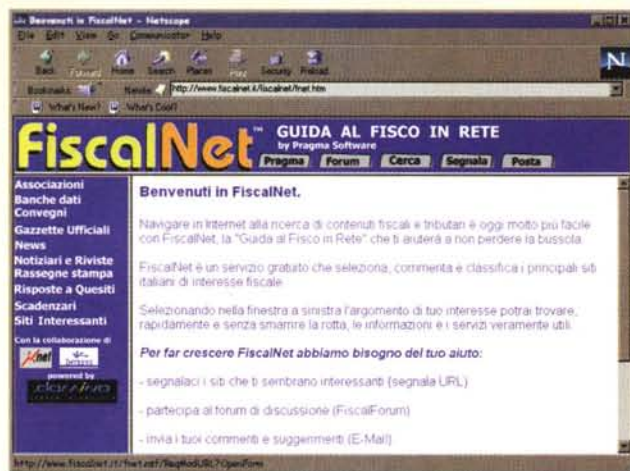 Benvenuti in FiscalNet - Netscape
File Edit View Go Communicator Help
Back Forward Home Search Places Print Security Reload
Bookmarks Netsite http://www.fiscalnet.it/fiscalnet/fnet.htm
What's New? What's Cool?
N
FiscalNet™
GUIDA AL FISCO IN RETE
by Pragma Software
Pragma Forum Cerca Segnala Posta
Associazioni
Banche dati
Convegni
Gazzette Ufficiali
News
Notiziari e Riviste
Rassegne stampa
Risposte a Quesiti
Scadenzari
Siti Interessanti
Con la collaborazione di
powered by
Benvenuti in FiscalNet.
Navigare in Internet alla ricerca di contenuti fiscali e tributari è oggi molto più facile
con FiscalNet, la "Guida al Fisco in Rete" che ti aiuterà a non perdere la bussola.
FiscalNet è un servizio gratuito che seleziona, commenta e classifica i principali siti
italiani di interesse fiscale.
Selezionando nella finestra a sinistra l'argomento di tuo interesse potrai trovare,
rapidamente e senza smarrire la rotta, le informazioni e i servizi veramente utili.
Per far crescere FiscalNet abbiamo bisogno del tuo aiuto:
- segnalaci i siti che ti sembrano interessanti (segnala URL)
- partecipa al forum di discussione (FiscalForum)
- invia i tuoi commenti e suggerimenti (E-Mail)